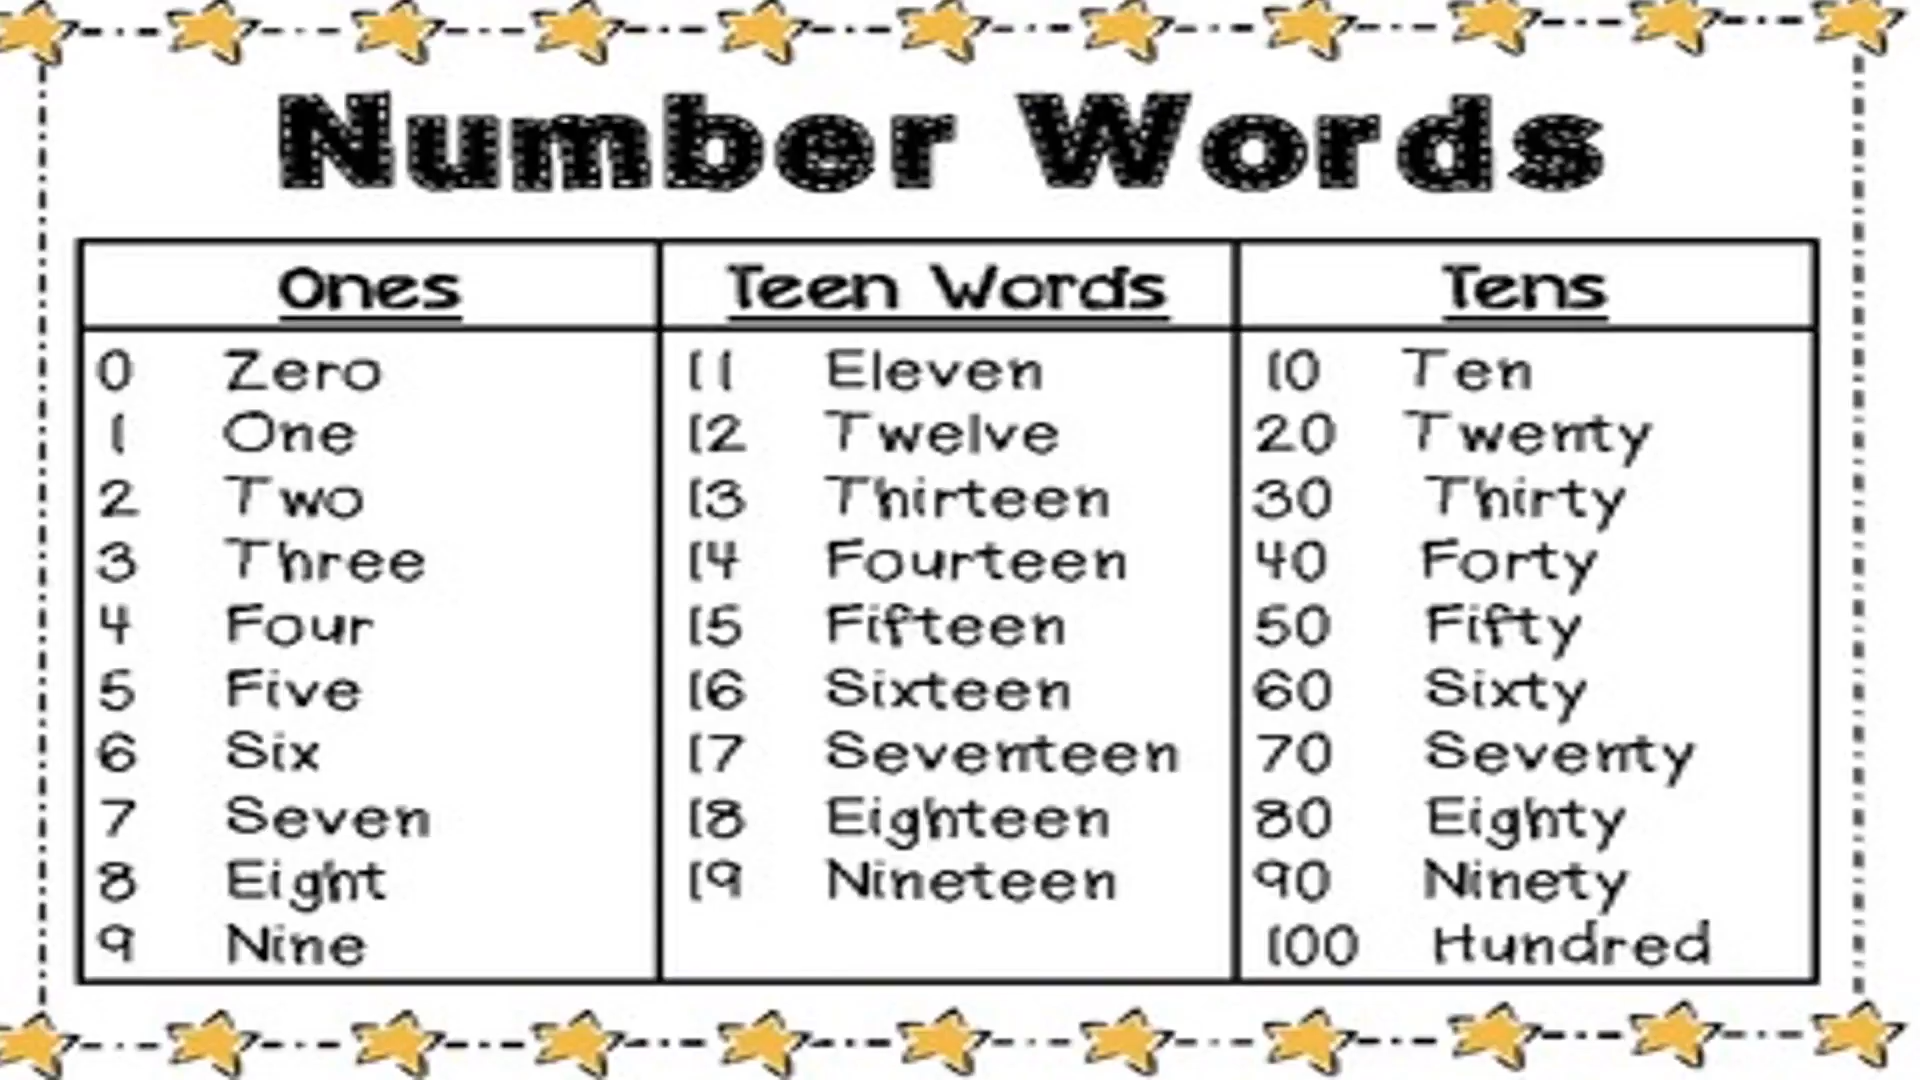 Number Words
Ones Teen Words Tens
0 Zero 11 Eleven 10 Ten
1 One 12 Twelve 20 Twenty
2 Two 13 Thirteen 30 Thirty
3 Three 14 Fourteen 40 Forty
4 Four 15 Fifteen 50 Fifty
5 Five 16 Sixteen 60 Sixty
6 Six 17 Seventeen 70 Seventy
7 Seven 18 Eighteen 80 Eighty
8 Eight 19 Nineteen 90 Ninety
9 Nine 100 Hundred